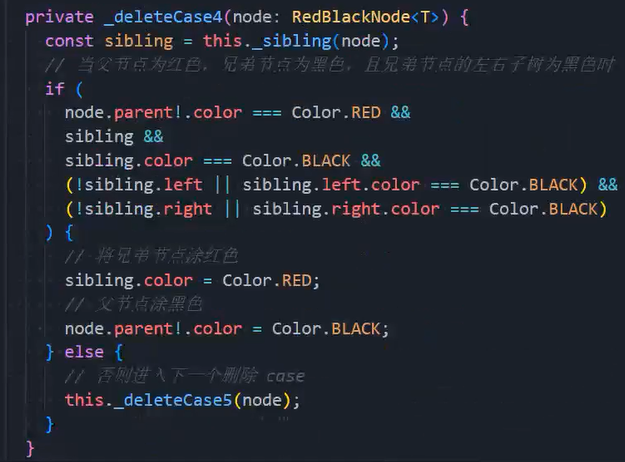 private _deleteCase4(node: RedBlackNode<T>) {
const sibling = this._sibling(node);
// 当父节点为红色，兄弟节点为黑色，且兄弟节点的左右子树为黑色时
if (
node.parent!.color === Color.RED &&
sibling &&
sibling.color === Color.BLACK &&
(!sibling.left || sibling.left.color === Color.BLACK) &&
(!sibling.right || sibling.right.color === Color.BLACK)
) {
// 将兄弟节点涂红色
sibling.color = Color.RED;
// 父节点涂黑色
node.parent!.color = Color.BLACK;
} else {
// 否则进入下一个删除 case
this._deleteCase5(node);
}
}